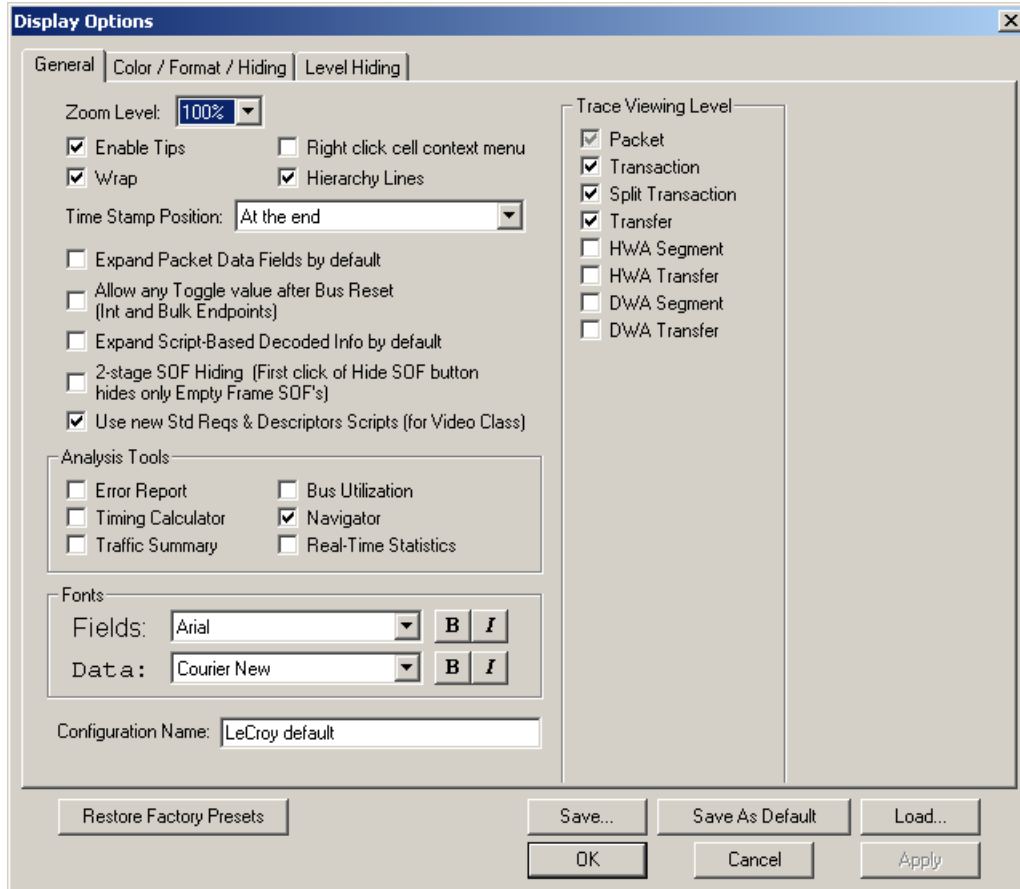 Display Options
General
Color / Format / Hiding
Level Hiding
Zoom Level: 100%
Enable Tips
Right click cell context menu
Wrap
Hierarchy Lines
Time Stamp Position: At the end
Expand Packet Data Fields by default
Allow any Toggle value after Bus Reset
(Int and Bulk Endpoints)
Expand Script-Based Decoded Info by default
2-stage SOF Hiding (First click of Hide SOF button
hides only Empty Frame SOF's)
Use new Std Reqs & Descriptors Scripts (for Video Class)
Analysis Tools
Error Report
Bus Utilization
Timing Calculator
Navigator
Traffic Summary
Real-Time Statistics
Fonts
Fields: Arial B I
Data: Courier New B I
Configuration Name: LeCroy default
Trace Viewing Level
Packet
Transaction
Split Transaction
Transfer
HWA Segment
HWA Transfer
DWA Segment
DWA Transfer
Restore Factory Presets
Save...
Save As Default
Load...
OK
Cancel
Apply